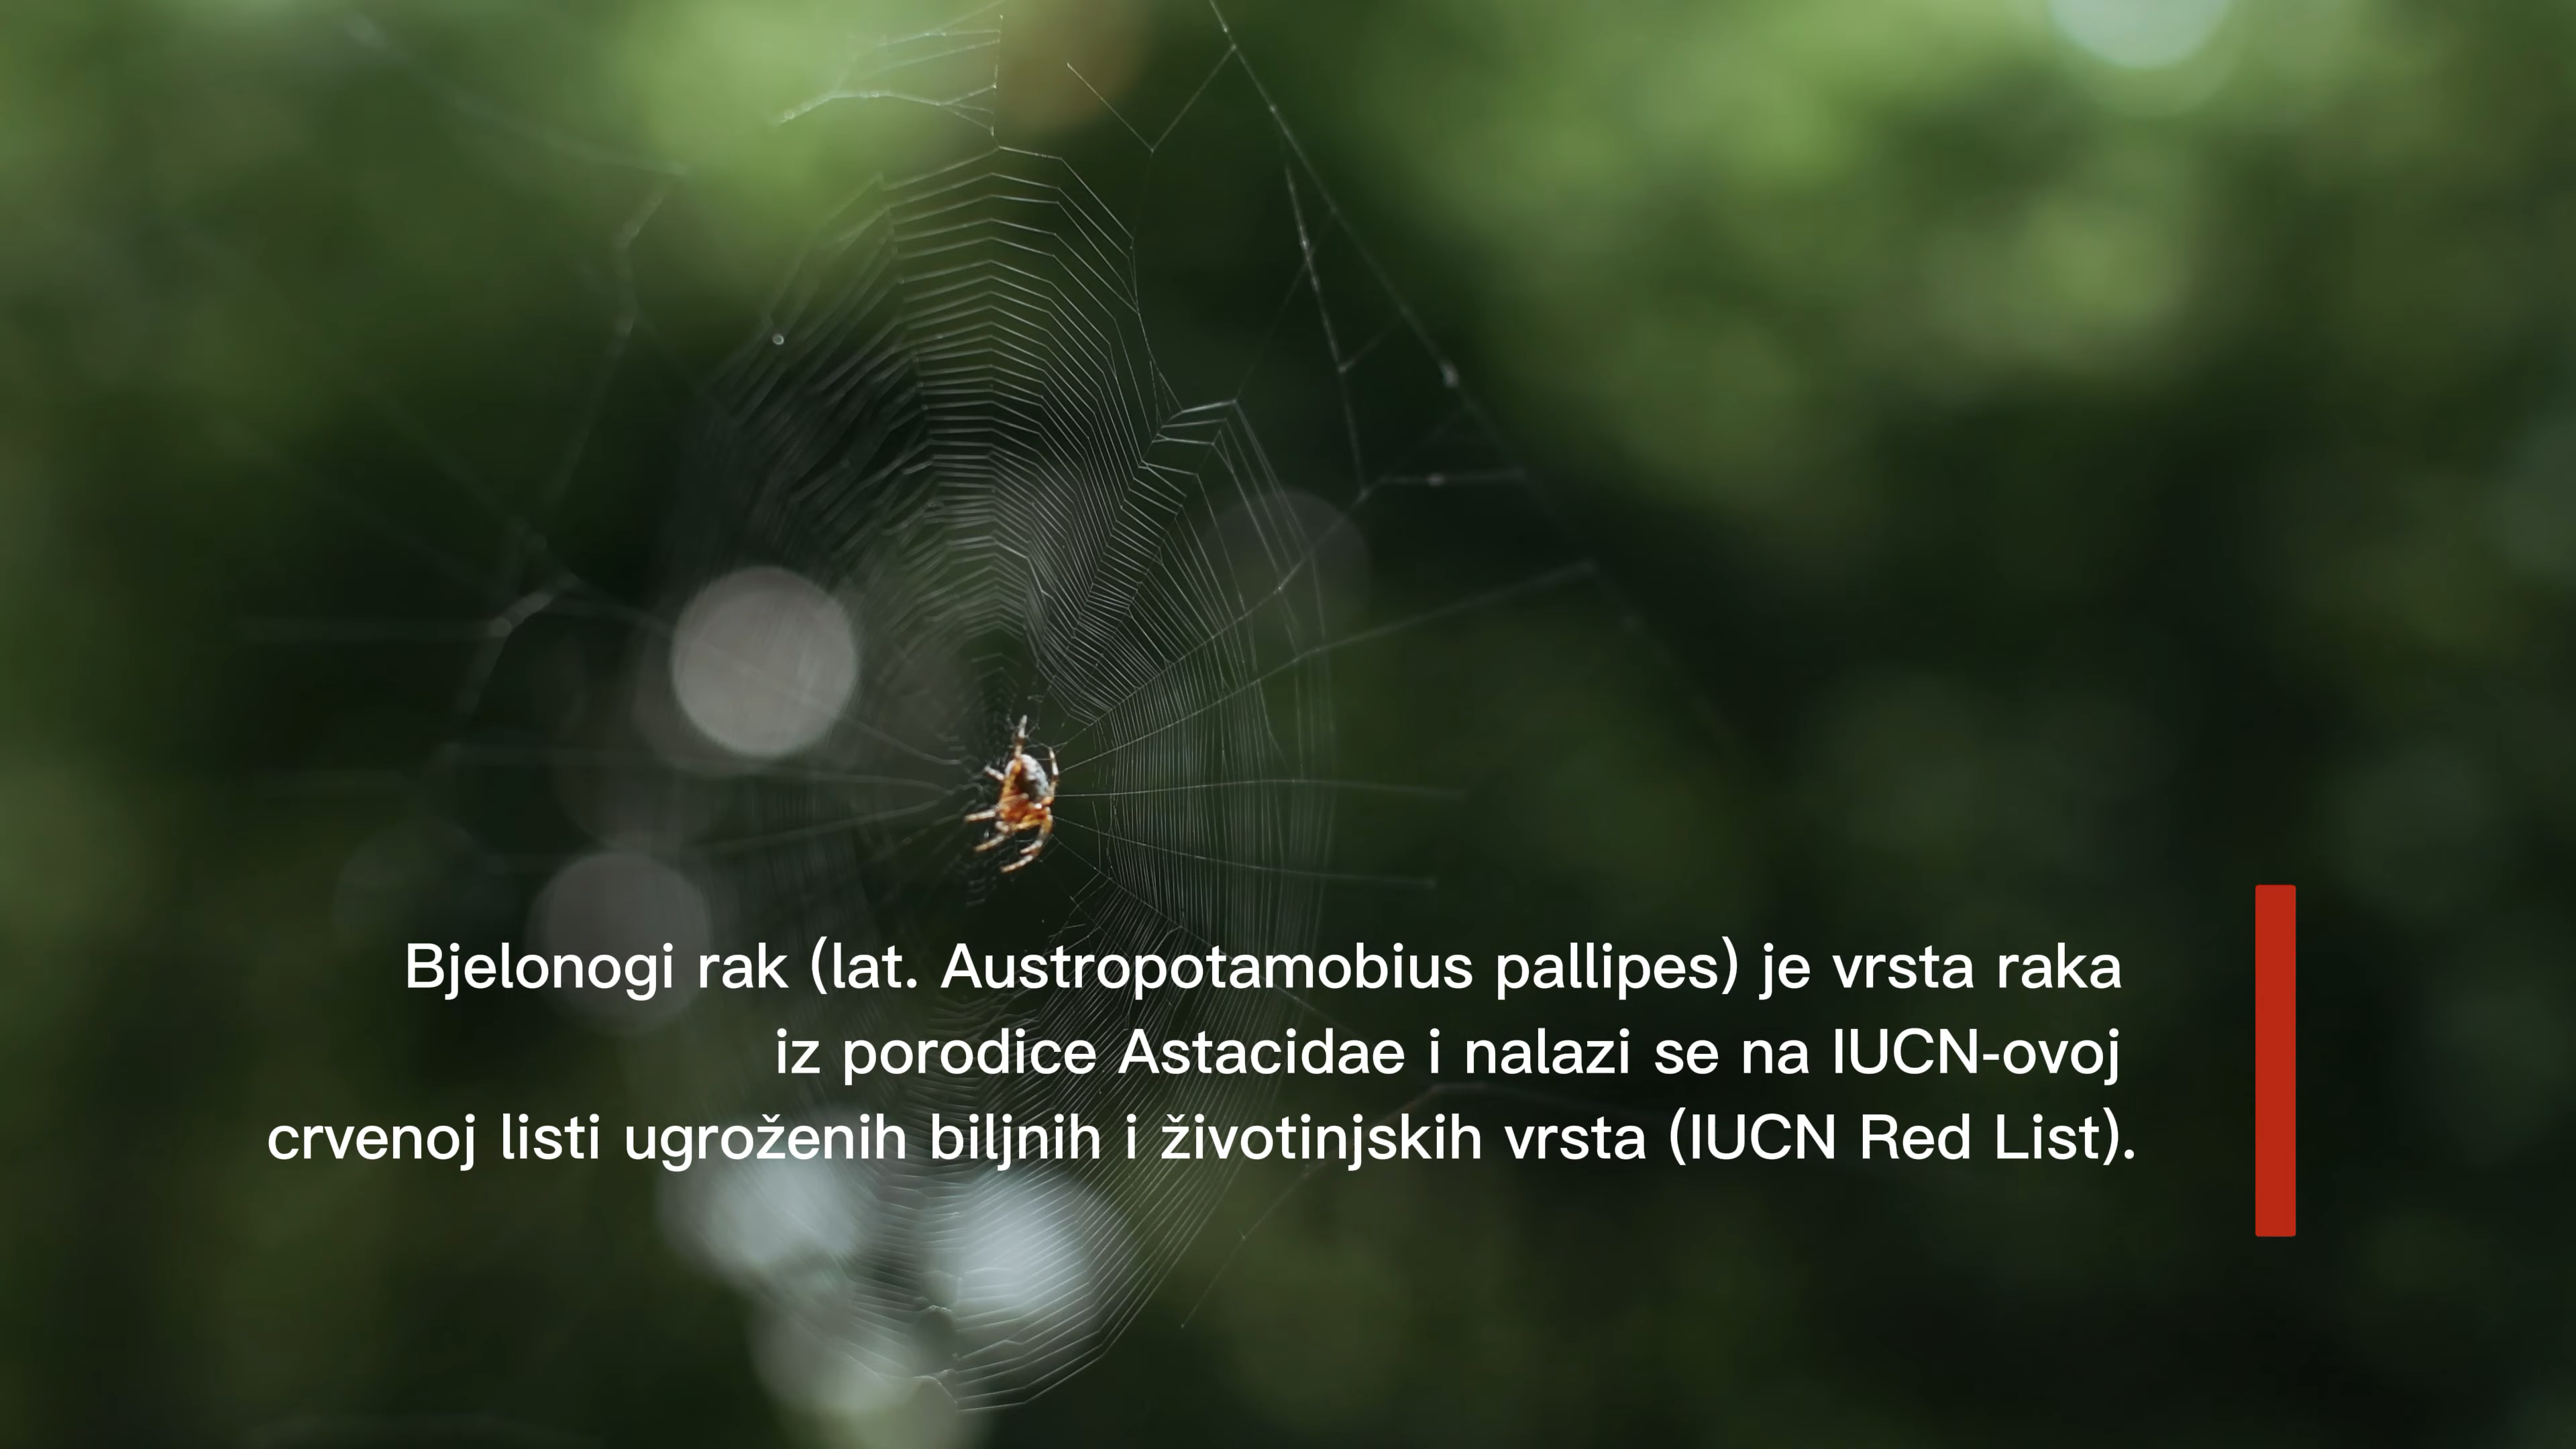 Bjelonogi rak (lat. Austropotamobius pallipes) je vrsta raka
iz porodice Astacidae i nalazi se na IUCN-ovoj
crvenoj listi ugroženih biljnih i životinjskih vrsta (IUCN Red List).